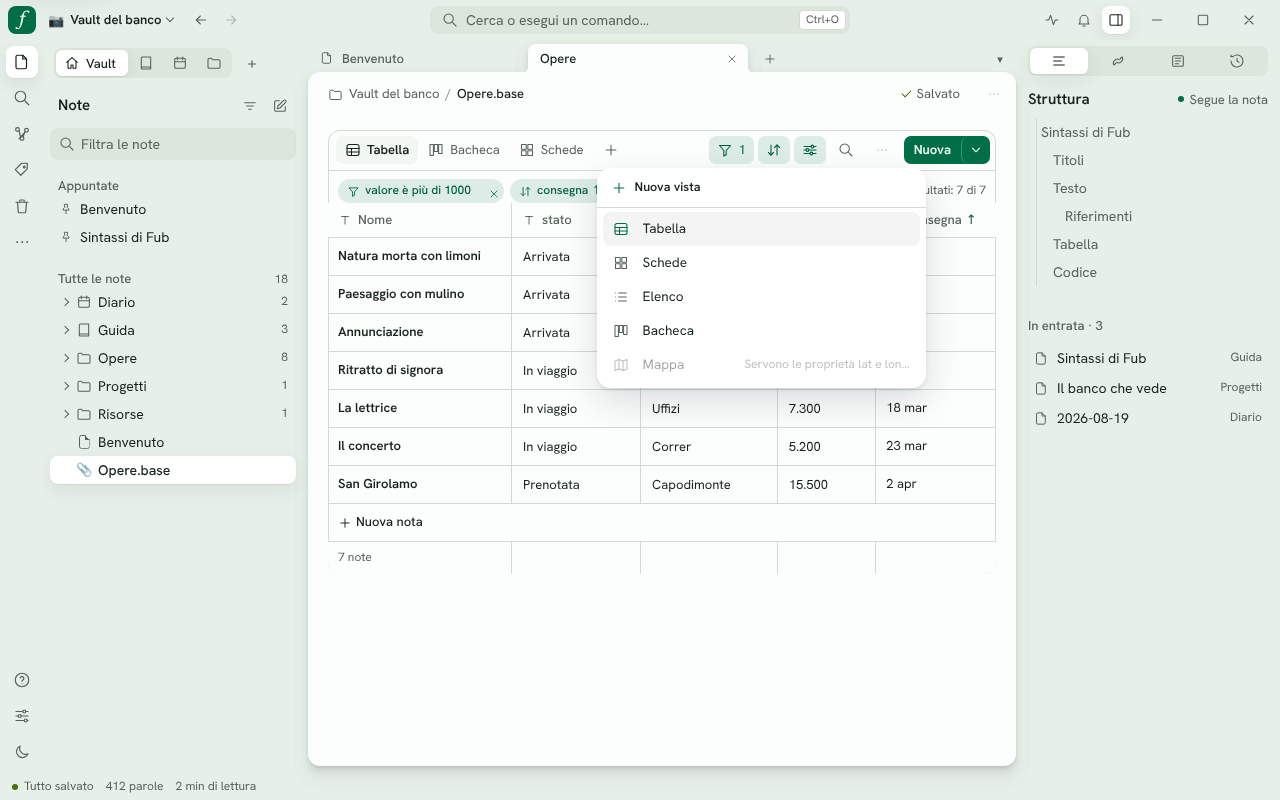 Vault del banco
Cerca o esegui un comando…
Ctrl+O
Vault
Benvenuto
Opere
Note
Filtra le note
Appuntate
Benvenuto
Sintassi di Fub
Tutte le note 18
Diario 2
Guida 3
Opere 8
Progetti 1
Risorse 1
Benvenuto
Opere.base
Tutto salvato 412 parole 2 min di lettura
Vault del banco / Opere.base
Salvato
Tabella Bacheca Schede
1
Nuova
valore è più di 1000
consegna
7 di 7
Nome stato
Nuova vista
Tabella
Schede
Elenco
Bacheca
Mappa Servono le proprietà lat e lon…
Natura morta con limoni Arrivata
Paesaggio con mulino Arrivata
Annunciazione Arrivata
Ritratto di signora In viaggio
La lettrice In viaggio Uffizi 7.300 18 mar
Il concerto In viaggio Correr 5.200 23 mar
San Girolamo Prenotata Capodimonte 15.500 2 apr
Nuova nota
7 note
Struttura Segue la nota
Sintassi di Fub
Titoli
Testo
Riferimenti
Tabella
Codice
In entrata · 3
Sintassi di Fub Guida
Il banco che vede Progetti
2026-08-19 Diario